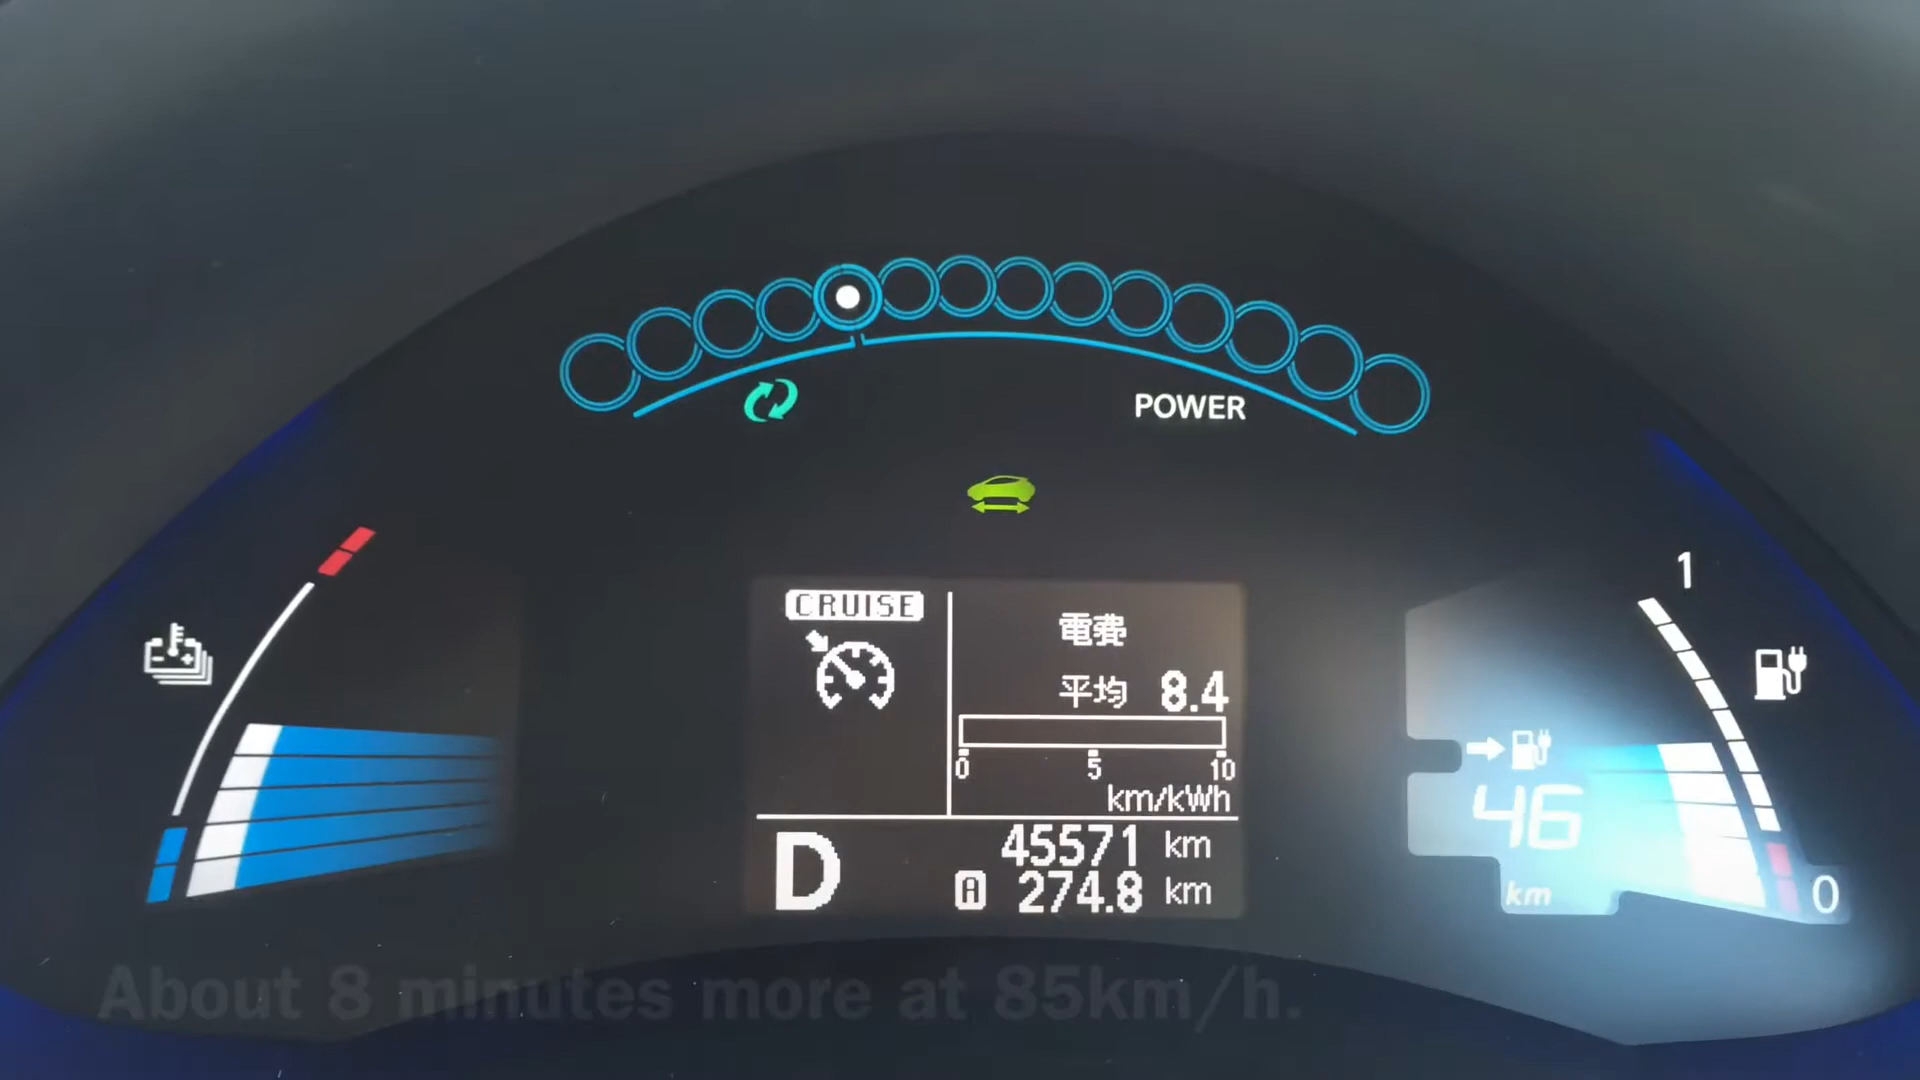 POWER
CRUISE
電費
平均 8.4
0 5 10
km/kWh
D
45571 km
A 274.8 km
1
46
km
0
About 8 minutes more at 85km/h.